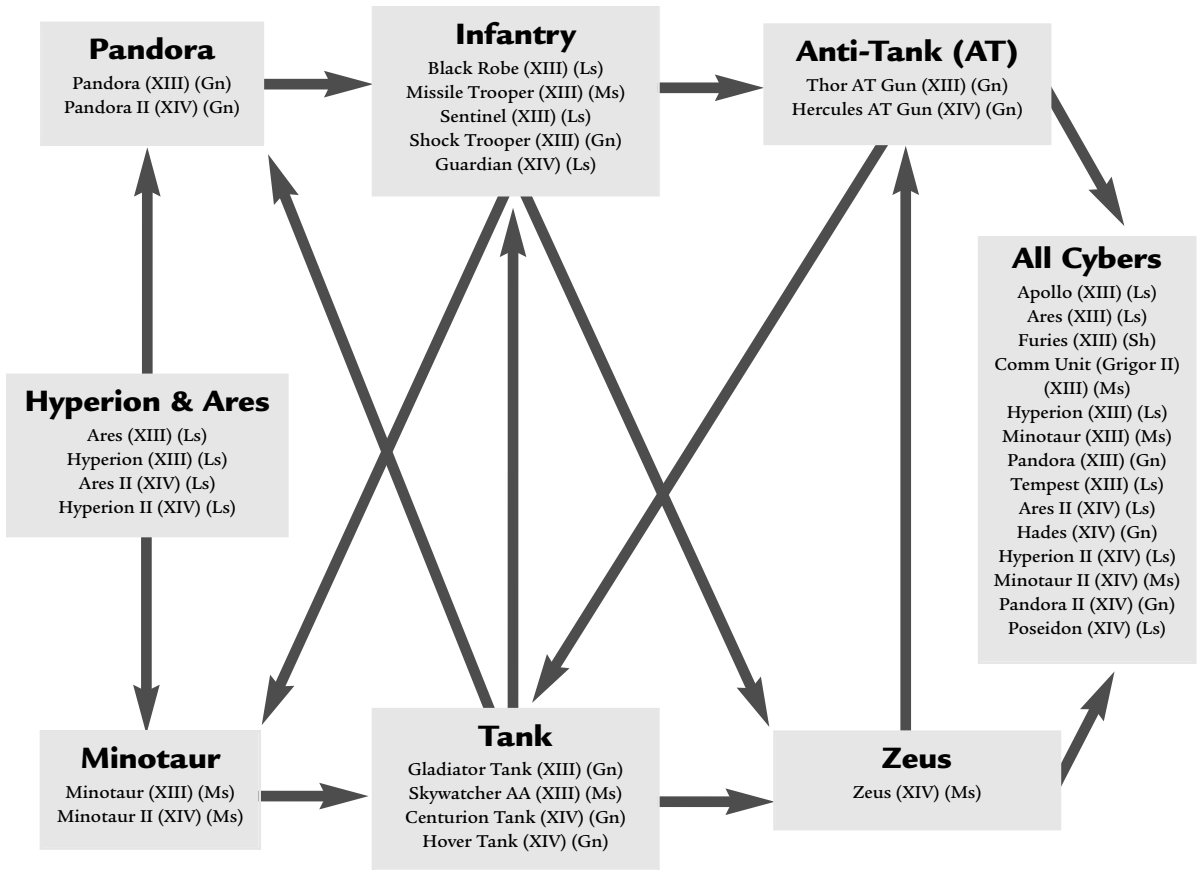 Pandora
Pandora (XIII) (Gn)
Pandora II (XIV) (Gn)
Infantry
Black Robe (XIII) (Ls)
Missile Trooper (XIII) (Ms)
Sentinel (XIII) (Ls)
Shock Trooper (XIII) (Gn)
Guardian (XIV) (Ls)
Anti-Tank (AT)
Thor AT Gun (XIII) (Gn)
Hercules AT Gun (XIV) (Gn)
All Cybers
Apollo (XIII) (Ls)
Ares (XIII) (Ls)
Furies (XIII) (Sh)
Comm Unit (Grigor II)
(XIII) (Ms)
Hyperion (XIII) (Ls)
Minotaur (XIII) (Ms)
Pandora (XIII) (Gn)
Tempest (XIII) (Ls)
Ares II (XIV) (Ls)
Hades (XIV) (Gn)
Hyperion II (XIV) (Ls)
Minotaur II (XIV) (Ms)
Pandora II (XIV) (Gn)
Poseidon (XIV) (Ls)
Hyperion & Ares
Ares (XIII) (Ls)
Hyperion (XIII) (Ls)
Ares II (XIV) (Ls)
Hyperion II (XIV) (Ls)
Minotaur
Minotaur (XIII) (Ms)
Minotaur II (XIV) (Ms)
Tank
Gladiator Tank (XIII) (Gn)
Skywatcher AA (XIII) (Ms)
Centurion Tank (XIV) (Gn)
Hover Tank (XIV) (Gn)
Zeus
Zeus (XIV) (Ms)